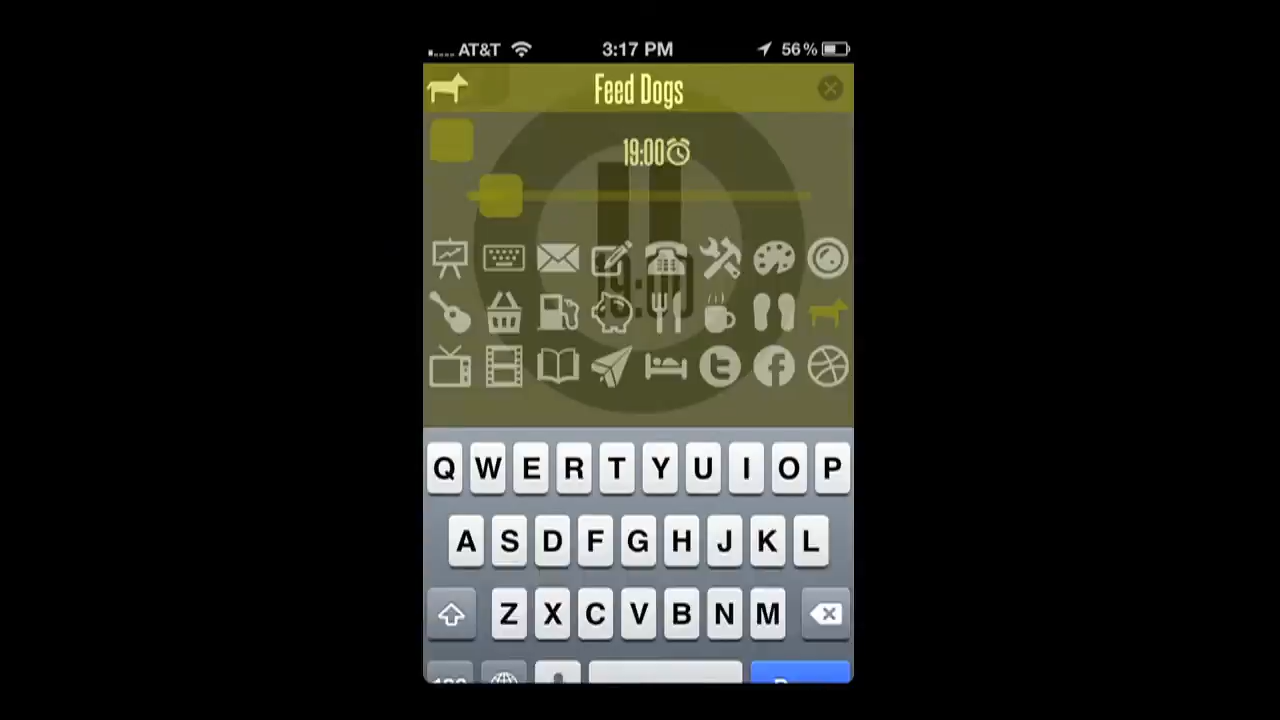 AT&T 3:17 PM 56%
Feed Dogs
19:00
Q W E R T Y U I O P
A S D F G H J K L
Z X C V B N M